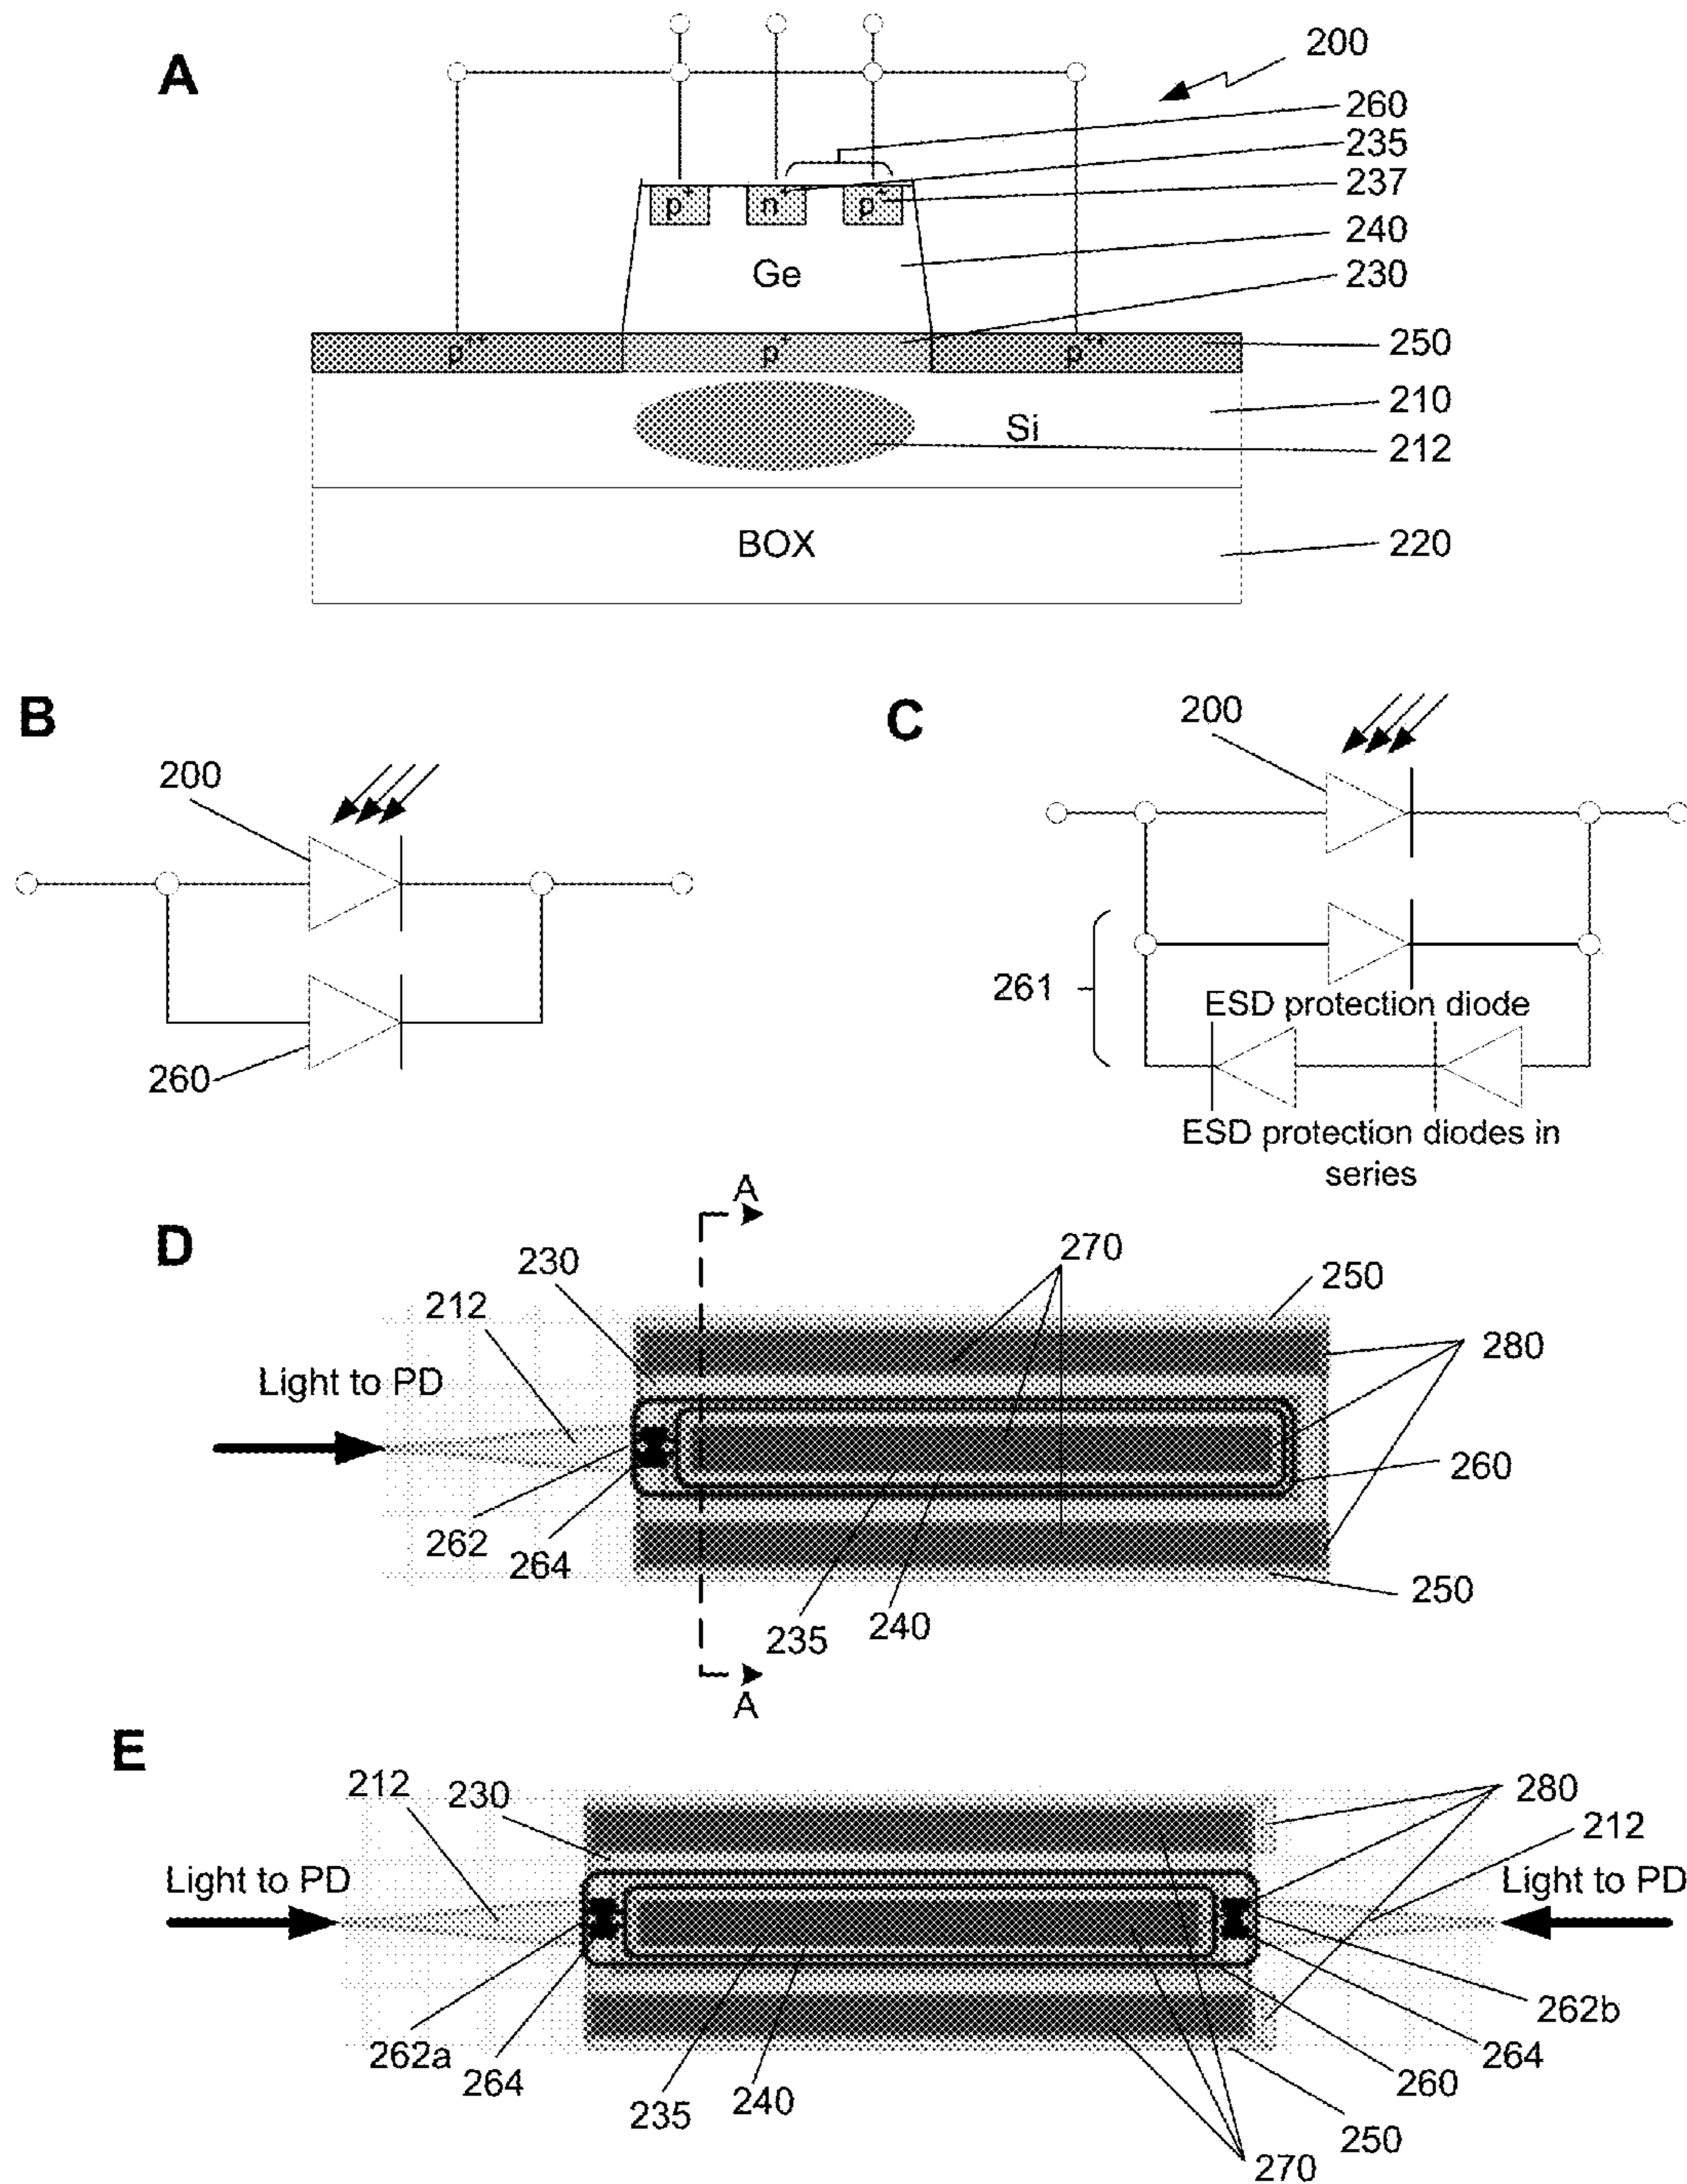 A
200
260
235
237
p+ n+ p+
240
Ge
230
p++ p+ p++
250
210
Si
212
BOX
220
B
200
260
C
200
261
ESD protection diode
ESD protection diodes in
series
A
D
230
270
250
212
280
Light to PD
260
262
264
250
235
240
A
E
212
230
280
212
Light to PD
Light to PD
262b
262a
264
264
260
235
240
250
270